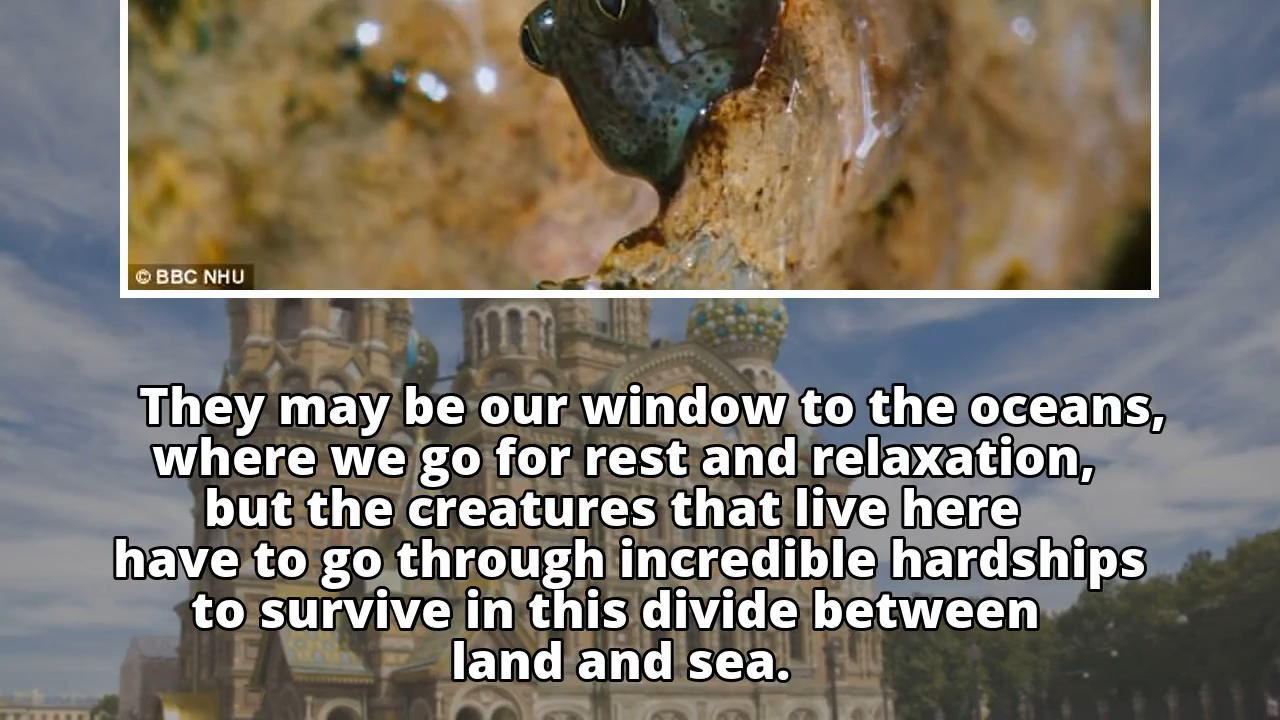 © BBC NHU
They may be our window to the oceans,
where we go for rest and relaxation,
but the creatures that live here
have to go through incredible hardships
to survive in this divide between
land and sea.